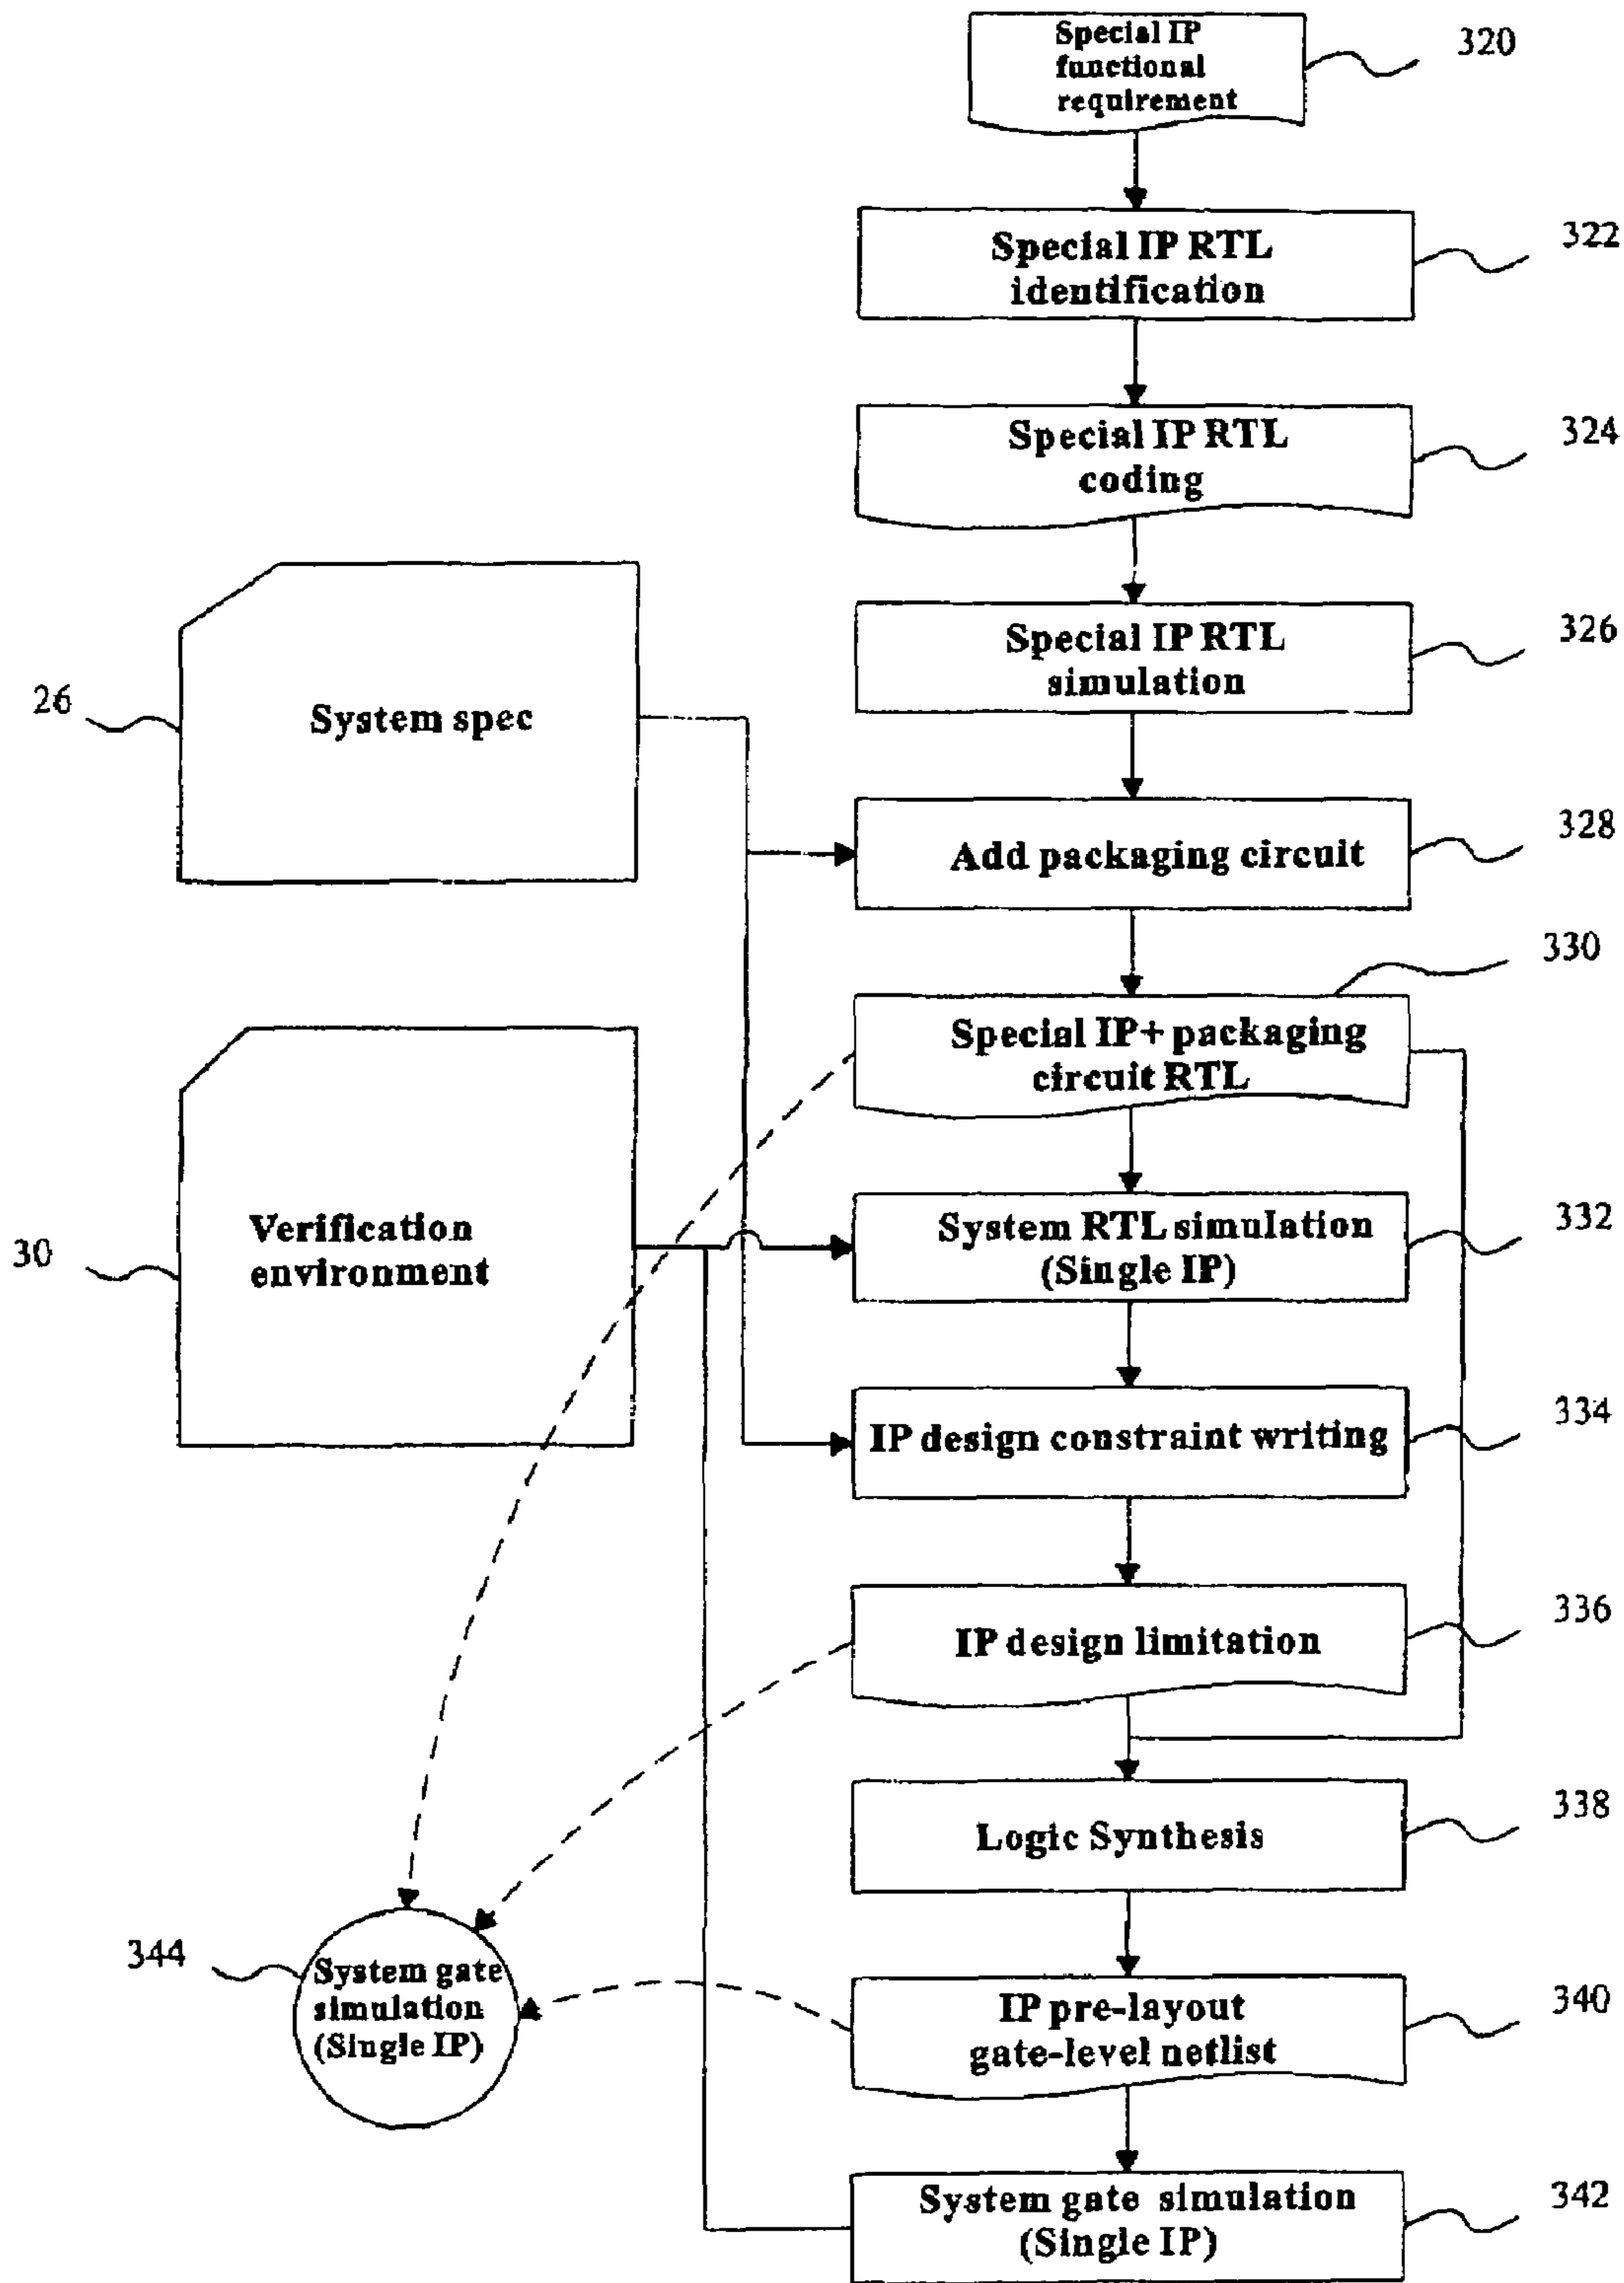 Special IP
functional
requirement
320
Special IP RTL
identification
322
Special IP RTL
coding
324
Special IP RTL
simulation
326
26
System spec
Add packaging circuit
328
330
Special IP+ packaging
circuit RTL
30
Verification
environment
System RTL simulation
(Single IP)
332
IP design constraint writing
334
IP design limitation
336
Logic Synthesis
338
344
System gate
simulation
(Single IP)
IP pre-layout
gate-level netlist
340
System gate simulation
(Single IP)
342